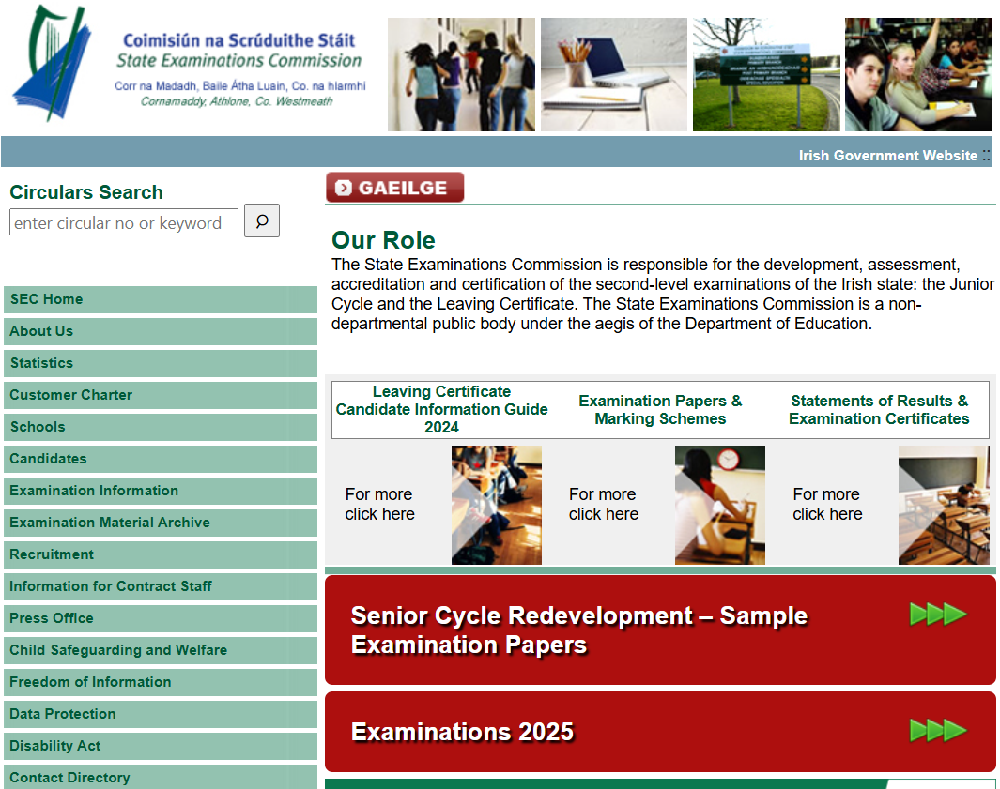 Coimisiún na Scrúduithe Stáit
State Examinations Commission
Corr na Madadh, Baile Átha Luain, Co. na hIarmhi
Cornamaddy, Athlone, Co. Westmeath
Irish Government Website ::
Circulars Search
enter circular no or keyword
SEC Home
About Us
Statistics
Customer Charter
Schools
Candidates
Examination Information
Examination Material Archive
Recruitment
Information for Contract Staff
Press Office
Child Safeguarding and Welfare
Freedom of Information
Data Protection
Disability Act
Contact Directory
GAEILGE
Our Role
The State Examinations Commission is responsible for the development, assessment,
accreditation and certification of the second-level examinations of the Irish state: the Junior
Cycle and the Leaving Certificate. The State Examinations Commission is a non-
departmental public body under the aegis of the Department of Education.
Leaving Certificate
Candidate Information Guide
2024
Examination Papers &
Marking Schemes
Statements of Results &
Examination Certificates
For more
click here
For more
click here
For more
click here
Senior Cycle Redevelopment – Sample
Examination Papers
Examinations 2025